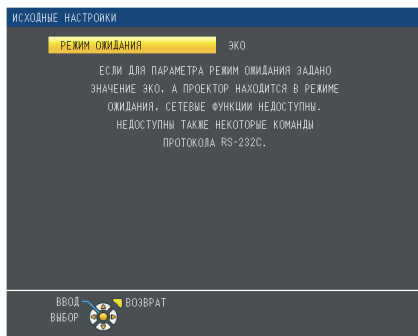 ИСХОДНЫЕ НАСТРОЙКИ
РЕЖИМ ОЖИДАНИЯ ЭКО
ЕСЛИ ДЛЯ ПАРАМЕТРА РЕЖИМ ОЖИДАНИЯ ЗАДАНО
ЗНАЧЕНИЕ ЭКО, А ПРОЕКТОР НАХОДИТСЯ В РЕЖИМЕ
ОЖИДАНИЯ, СЕТЕВЫЕ ФУНКЦИИ НЕДОСТУПНЫ.
НЕДОСТУПНЫ ТАКЖЕ НЕКОТОРЫЕ КОМАНДЫ
ПРОТОКОЛА RS-232C.
ВВОД ВОЗВРАТ
ВЫБОР